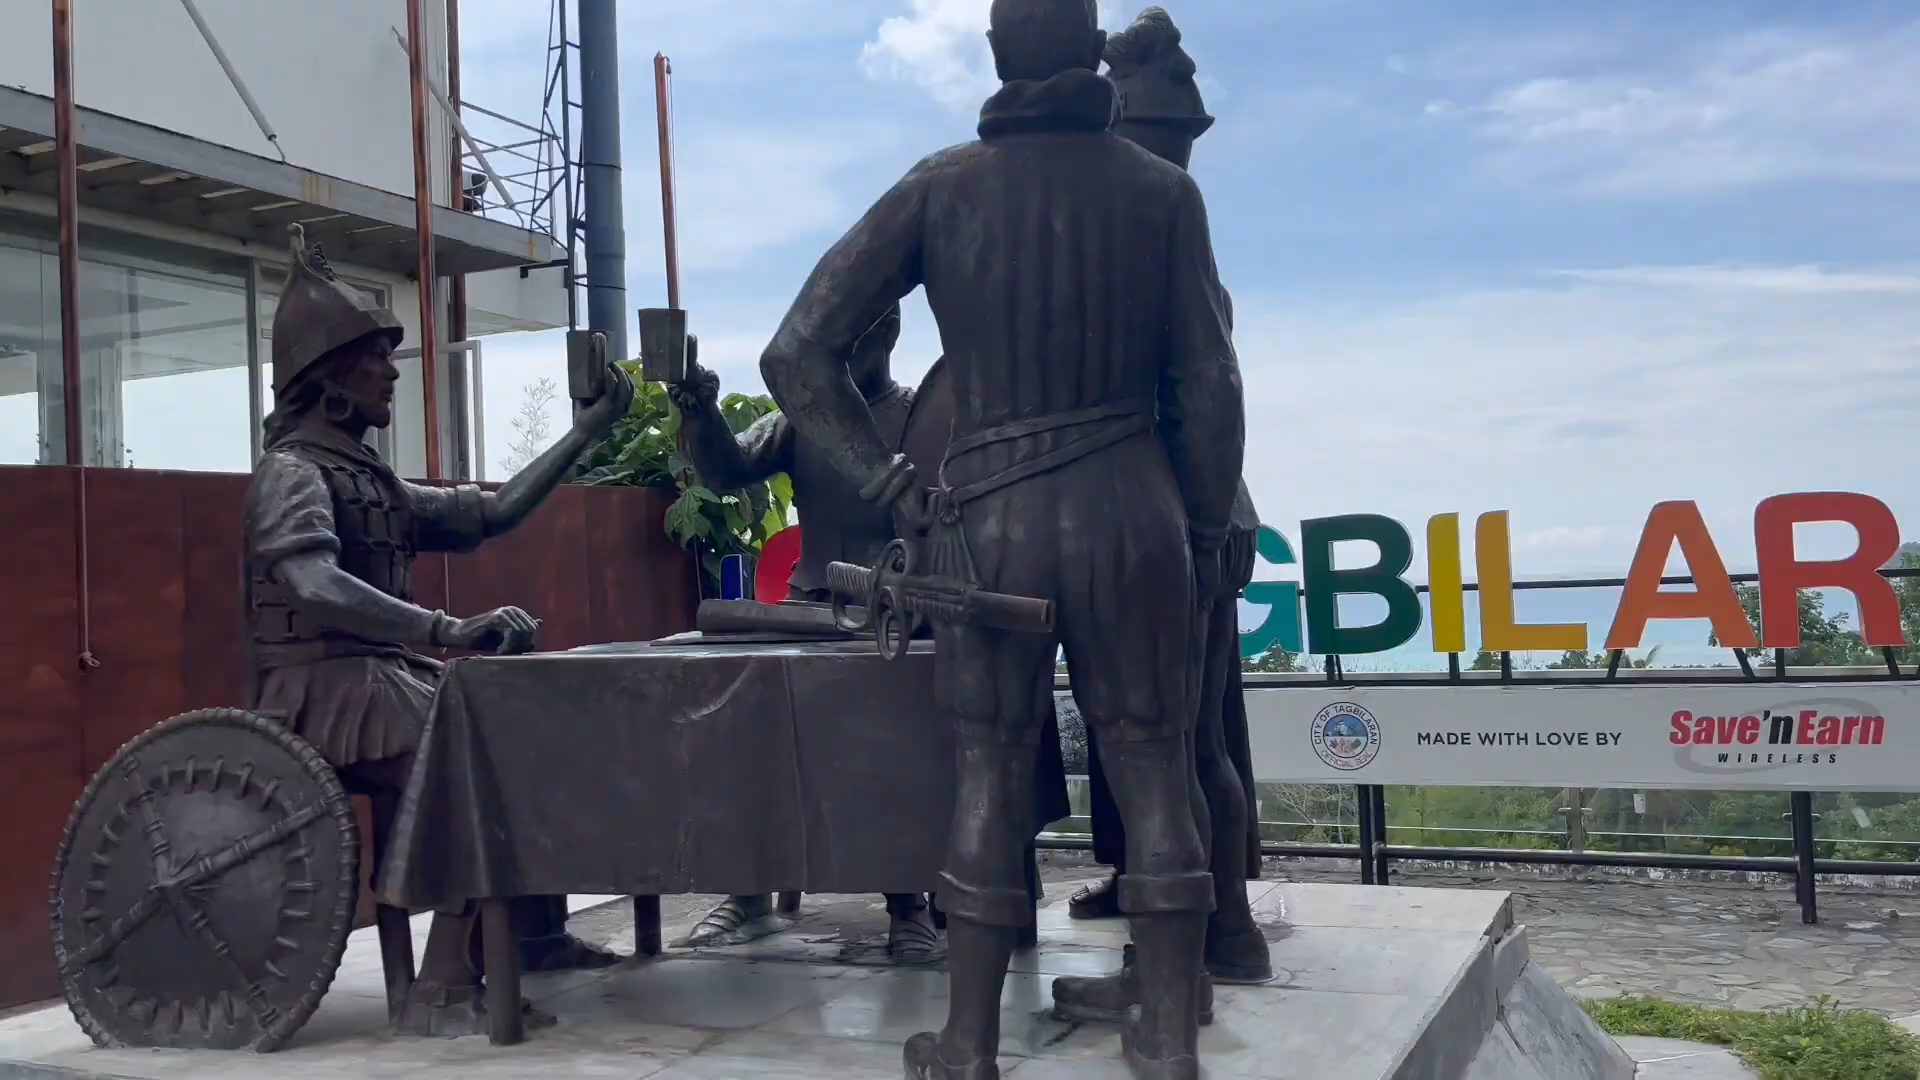 GBILAR
CITY OF TAGBILARAN
OFFICIAL SEAL
MADE WITH LOVE BY
Save'nEarn
WIRELESS